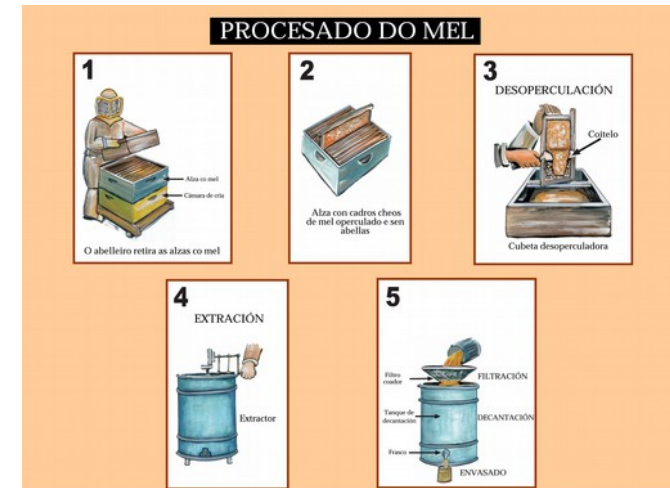 PROCESADO DO MEL
1
Alza co mel
Cámara de cría
O abelleiro retira as alzas co mel
2
Alza con cadros cheos
de mel operculado e sen
abellas
3
DESOPERCULACIÓN
Coitelo
Cubeta desoperculadora
4
EXTRACIÓN
Extractor
5
Filtro
coador
FILTRACIÓN
Tanque de
decantación
DECANTACIÓN
Frasco
ENVASADO